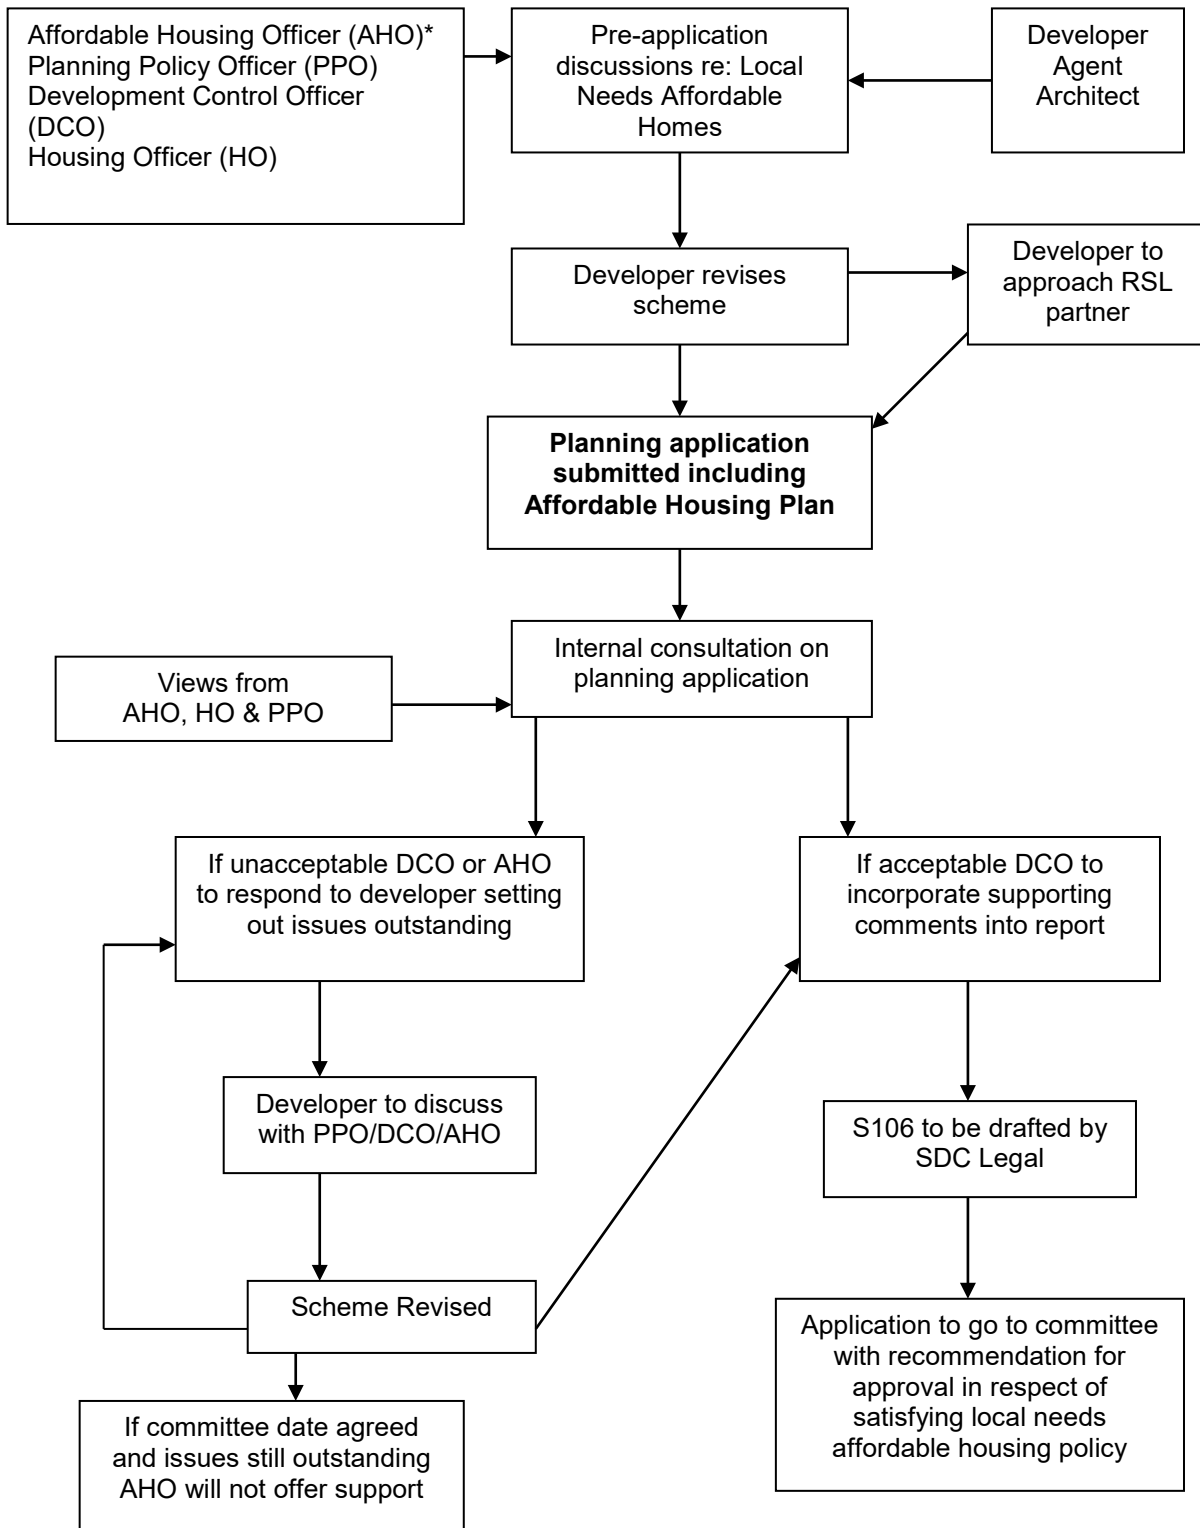 Affordable Housing Officer (AHO)*
Planning Policy Officer (PPO)
Development Control Officer
(DCO)
Housing Officer (HO)
Pre-application
discussions re: Local
Needs Affordable
Homes
Developer
Agent
Architect
Developer revises
scheme
Developer to
approach RSL
partner
Planning application
submitted including
Affordable Housing Plan
Internal consultation on
planning application
Views from
AHO, HO & PPO
If unacceptable DCO or AHO
to respond to developer setting
out issues outstanding
If acceptable DCO to
incorporate supporting
comments into report
Developer to discuss
with PPO/DCO/AHO
S106 to be drafted by
SDC Legal
Scheme Revised
Application to go to committee
with recommendation for
approval in respect of
satisfying local needs
affordable housing policy
If committee date agreed
and issues still outstanding
AHO will not offer support